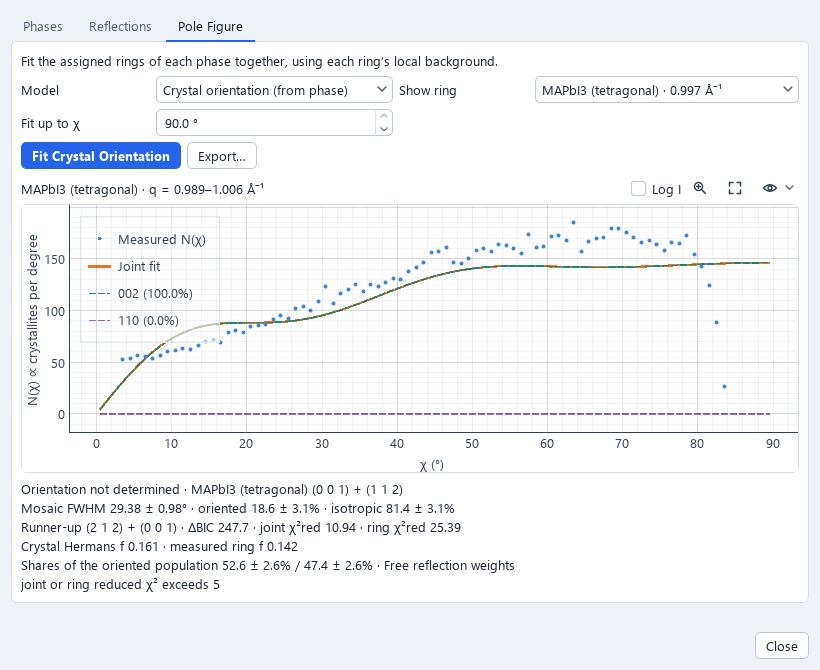 Phases Reflections Pole Figure
Fit the assigned rings of each phase together, using each ring's local background.
Model Crystal orientation (from phase) Show ring MAPbI3 (tetragonal) · 0.997 Å⁻¹
Fit up to χ 90.0 °
Fit Crystal Orientation Export...
MAPbI3 (tetragonal) · q = 0.989–1.006 Å⁻¹ Log I
Measured N(χ)
Joint fit
002 (100.0%)
110 (0.0%)
N(χ) ∝ crystallites per degree
150
100
50
0
0 10 20 30 40 50 60 70 80 90
χ (°)
Orientation not determined · MAPbI3 (tetragonal) (0 0 1) + (1 1 2)
Mosaic FWHM 29.38 ± 0.98° · oriented 18.6 ± 3.1% · isotropic 81.4 ± 3.1%
Runner-up (2 1 2) + (0 0 1) · ΔBIC 247.7 · joint χ²red 10.94 · ring χ²red 25.39
Crystal Hermans f 0.161 · measured ring f 0.142
Shares of the oriented population 52.6 ± 2.6% / 47.4 ± 2.6% · Free reflection weights
joint or ring reduced χ² exceeds 5
Close